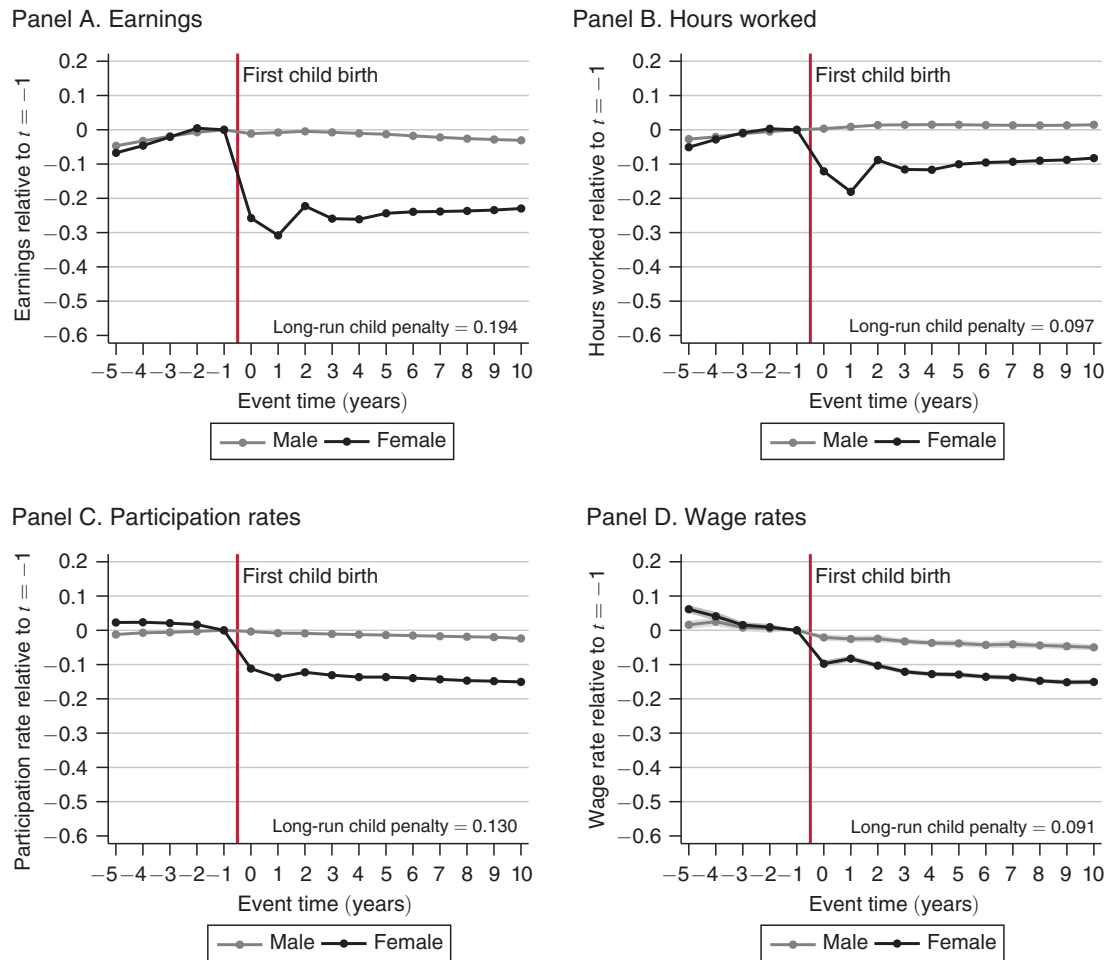 Panel A. Earnings
Earnings relative to t = −1
0.2
0.1
0
−0.1
−0.2
−0.3
−0.4
−0.5
−0.6
First child birth
Long-run child penalty = 0.194
−5 −4 −3 −2 −1 0 1 2 3 4 5 6 7 8 9 10
Event time (years)
Male Female
Panel B. Hours worked
Hours worked relative to t = −1
0.2
0.1
0
−0.1
−0.2
−0.3
−0.4
−0.5
−0.6
First child birth
Long-run child penalty = 0.097
−5 −4 −3 −2 −1 0 1 2 3 4 5 6 7 8 9 10
Event time (years)
Male Female
Panel C. Participation rates
Participation rate relative to t = −1
0.2
0.1
0
−0.1
−0.2
−0.3
−0.4
−0.5
−0.6
First child birth
Long-run child penalty = 0.130
−5 −4 −3 −2 −1 0 1 2 3 4 5 6 7 8 9 10
Event time (years)
Male Female
Panel D. Wage rates
Wage rate relative to t = −1
0.2
0.1
0
−0.1
−0.2
−0.3
−0.4
−0.5
−0.6
First child birth
Long-run child penalty = 0.091
−5 −4 −3 −2 −1 0 1 2 3 4 5 6 7 8 9 10
Event time (years)
Male Female